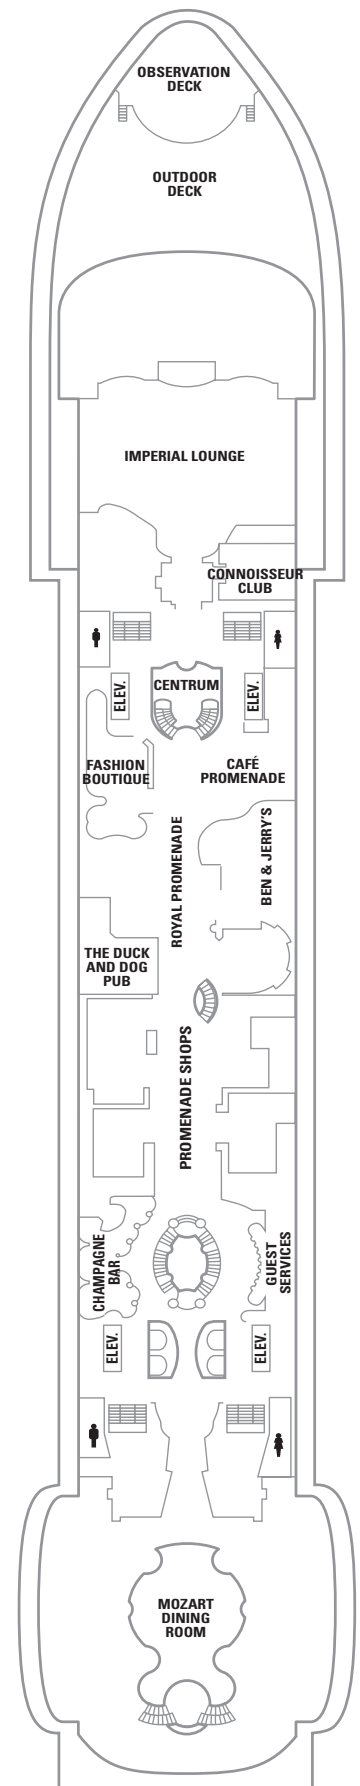 OBSERVATION
DECK
OUTDOOR
DECK
IMPERIAL LOUNGE
CONNOISSEUR
CLUB
ELEV.
CENTRUM
ELEV.
FASHION
BOUTIQUE
CAFÉ
PROMENADE
ROYAL PROMENADE
BEN & JERRY'S
THE DUCK
AND DOG
PUB
PROMENADE SHOPS
CHAMPAGNE
BAR
GUEST
SERVICES
ELEV.
ELEV.
MOZART
DINING
ROOM